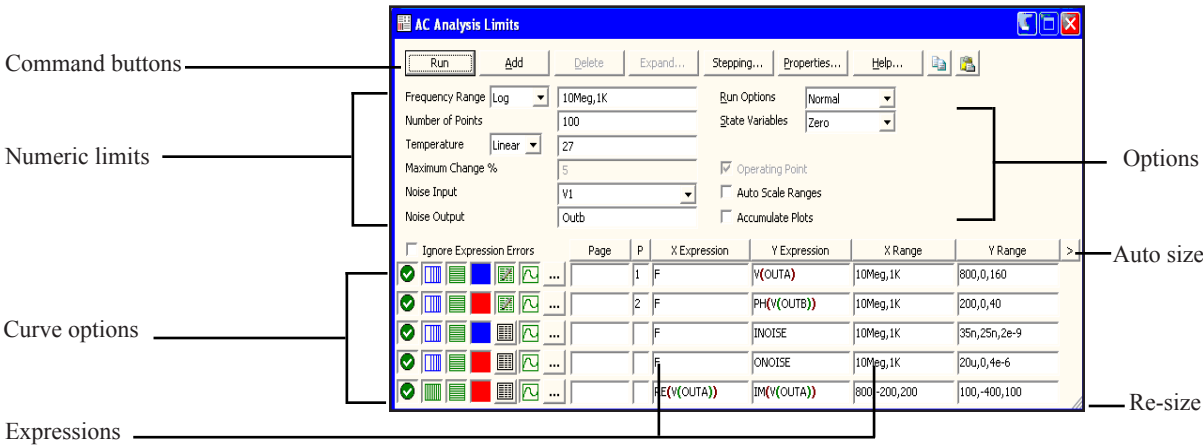 AC Analysis Limits
Command buttons
Run Add Delete Expand... Stepping... Properties... Help...
Frequency Range Log 10Meg,1K Run Options Normal
Number of Points 100 State Variables Zero
Temperature Linear 27
Numeric limits
Options
Maximum Change % 5 Operating Point
Noise Input V1 Auto Scale Ranges
Noise Output Outb Accumulate Plots
Ignore Expression Errors Page P X Expression Y Expression X Range Y Range >
Auto size
... 1 F V(OUTA) 10Meg,1K 800,0,160
... 2 F PH(V(OUTB)) 10Meg,1K 200,0,40
Curve options
... F INOISE 10Meg,1K 35n,25n,2e-9
... F ONOISE 10Meg,1K 20u,0,4e-6
... RE(V(OUTA)) IM(V(OUTA)) 800,-200,200 100,-400,100
Re-size
Expressions